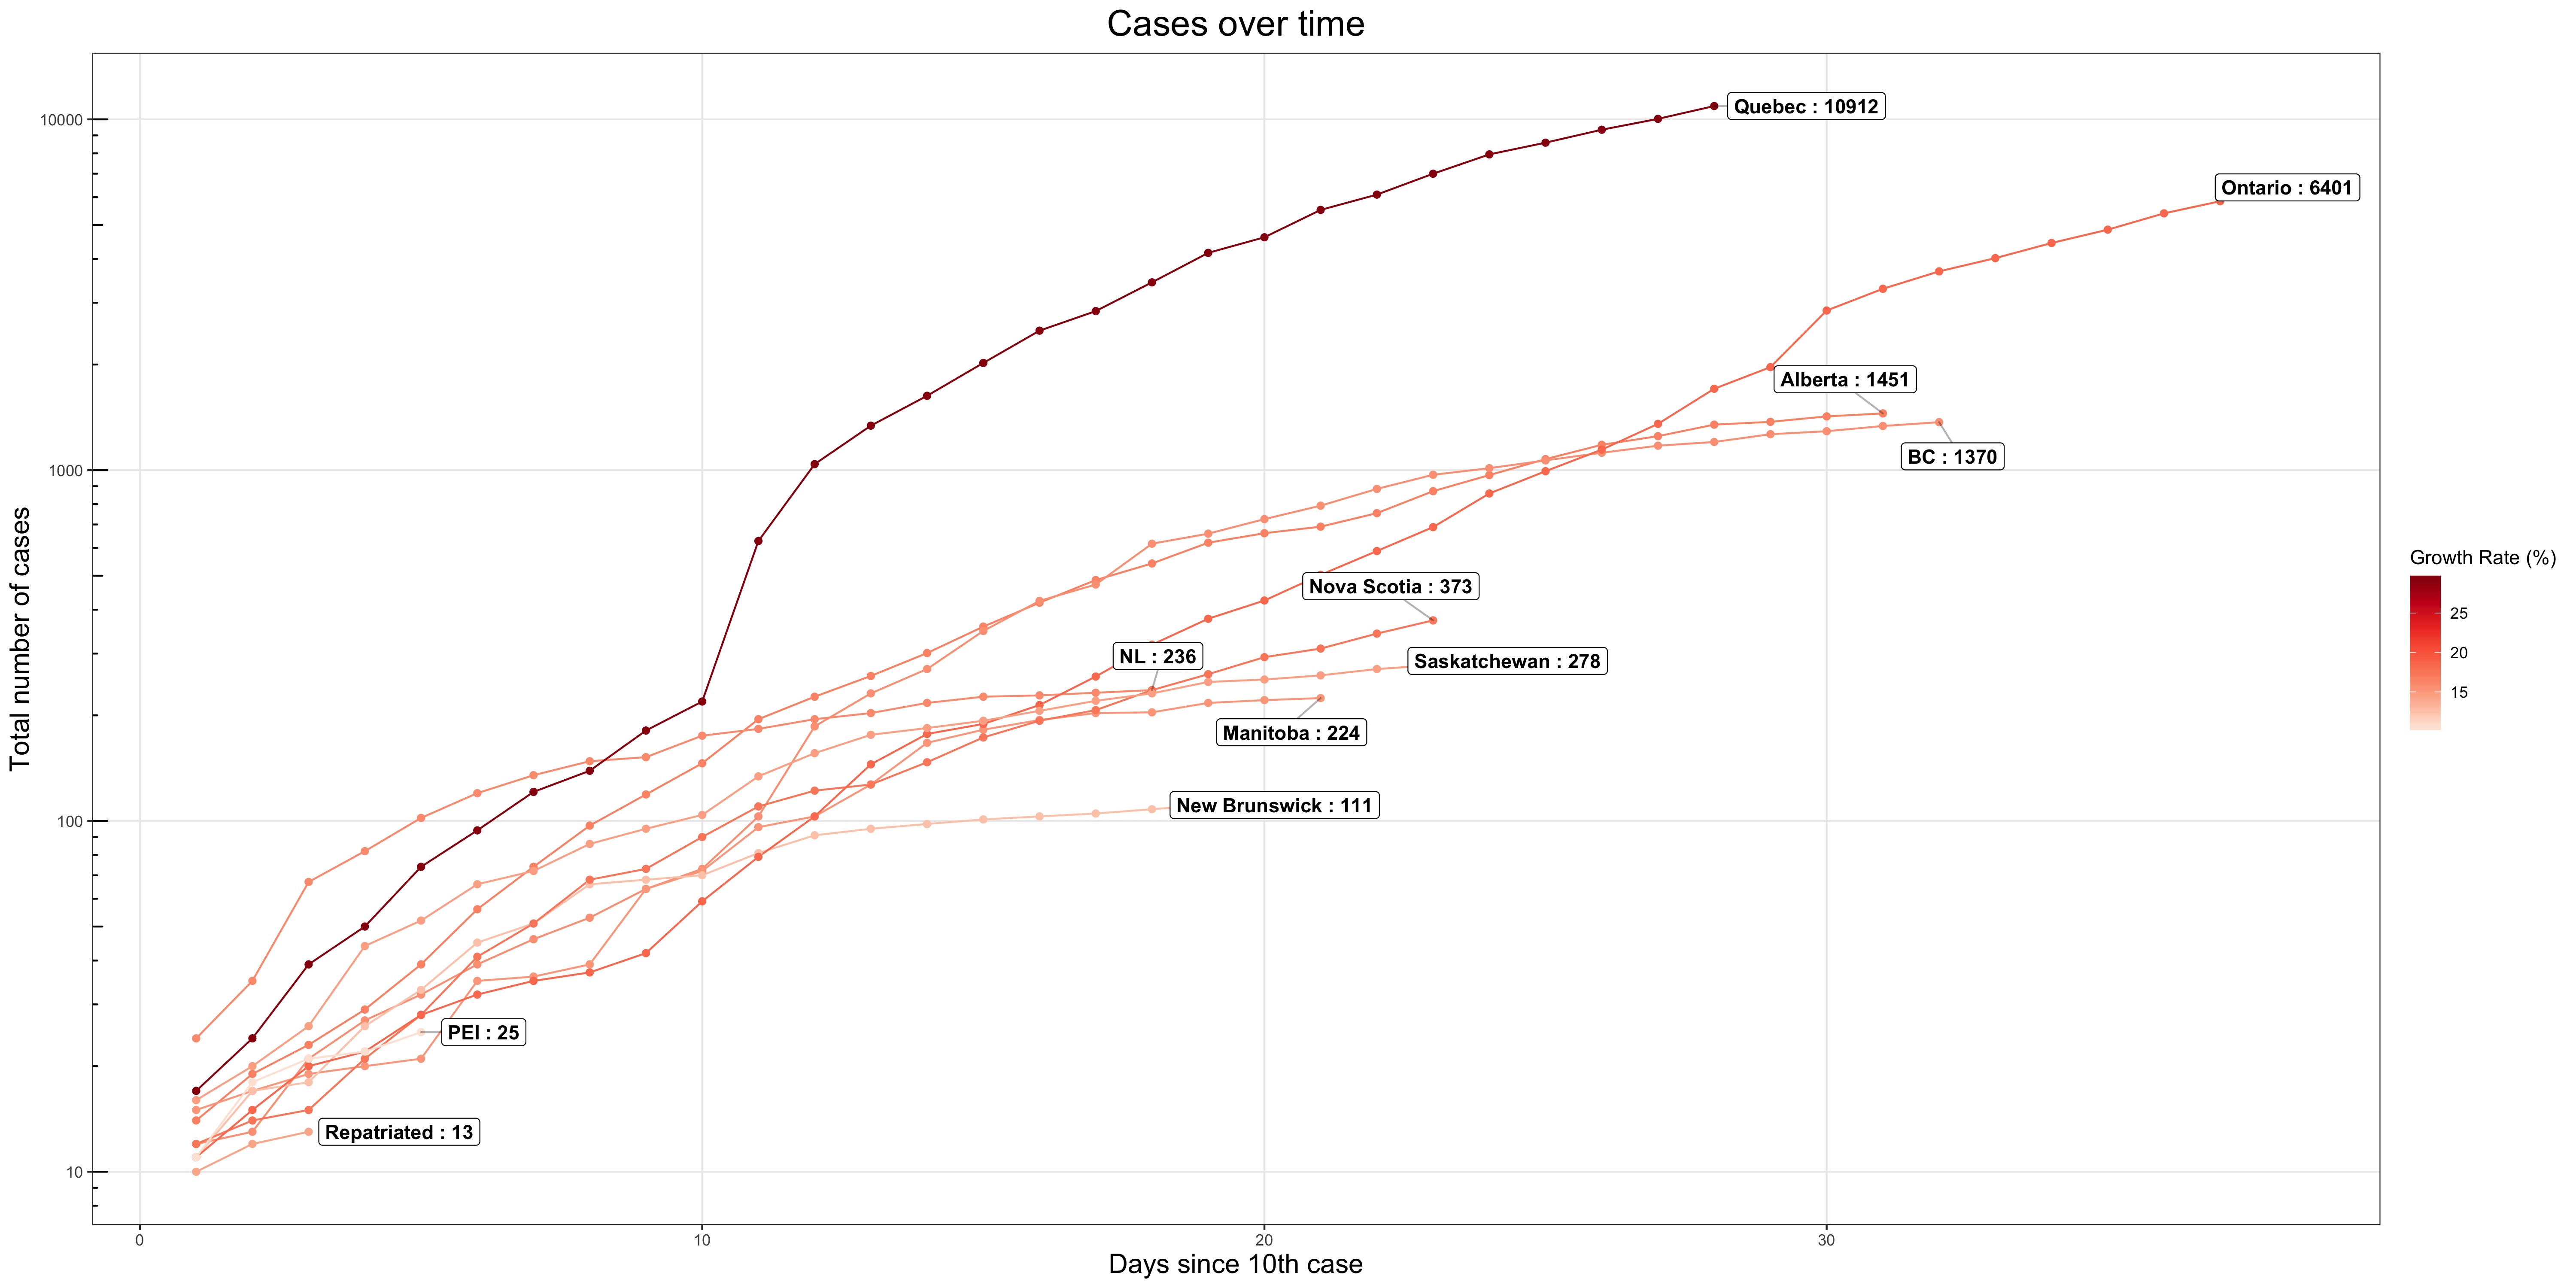 Cases over time
Total number of cases
10000
1000
100
10
Quebec : 10912
Ontario : 6401
Alberta : 1451
BC : 1370
Nova Scotia : 373
NL : 236
Saskatchewan : 278
Manitoba : 224
New Brunswick : 111
PEI : 25
Repatriated : 13
0
10
20
30
Days since 10th case
Growth Rate (%)
25
20
15